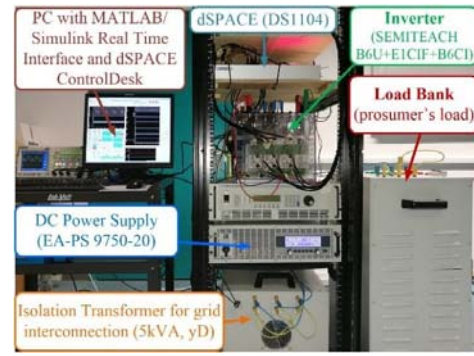 PC with MATLAB/
Simulink Real Time
Interface and dSPACE
ControlDesk
dSPACE (DS1104)
Inverter
(SEMITEACH
B6U+E1CIF+B6CI)
Load Bank
(prosumer's load)
DC Power Supply
(EA-PS 9750-20)
Isolation Transformer for grid
interconnection (5kVA, yD)